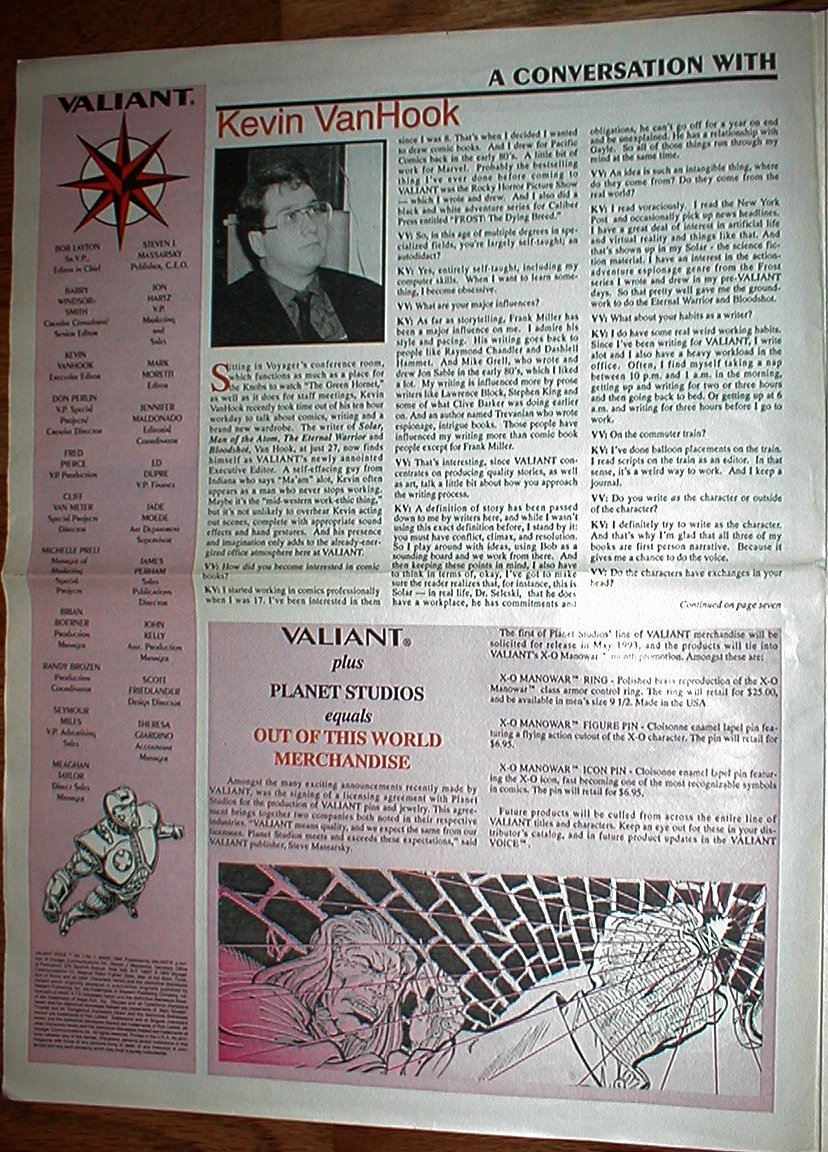 A CONVERSATION WITH
VALIANT.
BOB LAYTON
Sr. V.P.,
Editor in Chief
STEVEN J.
MASSARSKY
Publisher, C.E.O.
BARRY
WINDSOR-
SMITH
Creative Consultant/
Senior Editor
JON
HARTZ
V.P.
Marketing
and
Sales
KEVIN
VANHOOK
Executive Editor
MARK
MORETTI
Editor
DON PERLIN
V.P. Special
Projects/
Creative Director
JENNIFER
MALDONADO
Editorial
Coordinator
FRED
PIERCE
V.P. Production
ED
DUPRE
V.P. Finance
CLIFF
VAN METER
Special Projects
Director
JADE
MOEDE
Art Department
Supervisor
MICHELLE PRELI
Manager of
Marketing
Special
Projects
JAMES
PERHAM
Sales
Publications
Director
BRIAN
BOERNER
Production
Manager
JOHN
KELLY
Asst. Production
Manager
RANDY BROZEN
Production
Coordinator
SCOTT
FRIEDLANDER
Design Director
SEYMOUR
MILES
V.P. Advertising
Sales
THERESA
GIARDINO
Accountant
Manager
MEAGHAN
TAYLOR
Direct Sales
Manager
Kevin VanHook
Sitting in Voyager's conference room,
which functions as much as a place for
the Knobs to watch "The Green Hornet,"
as well as it does for staff meetings, Kevin
VanHook recently took time out of his ten hour
workday to talk about comics, writing and a
brand new wardrobe. The writer of Solar,
Man of the Atom, The Eternal Warrior and
Bloodshot, Van Hook, at just 27, now finds
himself as VALIANT's newly annointed
Executive Editor. A self-effacing guy from
Indiana who says "Ma'am" alot, Kevin often
appears as a man who never stops working.
Maybe it's the "mid-western work-ethic thing,"
but it's not unlikely to overhear Kevin acting
out scenes, complete with appropriate sound
effects and hand gestures. And his presence
and imagination only adds to the already-ener-
gized office atmosphere here at VALIANT.
VV: How did you become interested in comic
books?
KV: I started working in comics professionally
when I was 17. I've been interested in them
since I was 8. That's when I decided I wanted
to draw comic books. And I drew for Pacific
Comics back in the early 80's. A little bit of
work for Marvel. Probably the bestselling
thing I've ever done before coming to
VALIANT was the Rocky Horror Picture Show
— which I wrote and drew. And I also did a
black and white adventure series for Caliber
Press entitled "FROST: The Dying Breed."
VV: So, in this age of multiple degrees in spe-
cialized fields, you're largely self-taught; an
autodidact?
KV: Yes, entirely self-taught, including my
computer skills. When I want to learn some-
thing, I become obsessive.
VV: What are your major influences?
KV: As far as storytelling, Frank Miller has
been a major influence on me. I admire his
style and pacing. His writing goes back to
people like Raymond Chandler and Dashiell
Hammet. And Mike Grell, who wrote and
drew Jon Sable in the early 80's, which I liked
a lot. My writing is influenced more by prose
writers like Lawrence Block, Stephen King and
some of what Clive Barker was doing earlier
on. And an author named Trevanian who wrote
espionage, intrigue books. Those people have
influenced my writing more than comic book
people except for Frank Miller.
VV: That's interesting, since VALIANT con-
centrates on producing quality stories, as well
as art, talk a little bit about how you approach
the writing process.
KV: A definition of story has been passed
down to me by writers here, and while I wasn't
using this exact definition before, I stand by it:
you must have conflict, climax, and resolution.
So I play around with ideas, using Bob as a
sounding board and we work from there. And
then keeping these points in mind, I also have
to think in terms of, okay, I've got to make
sure the reader realizes that, for instance, this is
Solar — in real life, Dr. Seleski, that he does
have a workplace, he has commitments and
obligations, he can't go off for a year on end
and be unexplained. He has a relationship with
Gayle. So all of those things run through my
mind at the same time.
VV: An idea is such an intangible thing, where
do they come from? Do they come from the
real world?
KV: I read voraciously. I read the New York
Post and occasionally pick up news headlines.
I have a great deal of interest in artificial life
and virtual reality and things like that. And
that's shown up in my Solar - the science fic-
tion material. I have an interest in the action-
adventure espionage genre from the Frost
series I wrote and drew in my pre-VALIANT
days. So that pretty well gave me the ground-
work to do the Eternal Warrior and Bloodshot.
VV: What about your habits as a writer?
KV: I do have some real weird working habits.
Since I've been writing for VALIANT, I write
alot and I also have a heavy workload in the
office. Often, I find myself taking a nap
between 10 p.m. and 1 a.m. in the morning,
getting up and writing for two or three hours
and then going back to bed. Or getting up at 6
a.m. and writing for three hours before I go to
work.
VV: On the commuter train?
KV: I've done balloon placements on the train.
I read scripts on the train as an editor. In that
sense, it's a weird way to work. And I keep a
journal.
VV: Do you write as the character or outside
of the character?
KV: I definitely try to write as the character.
And that's why I'm glad that all three of my
books are first person narrative. Because it
gives me a chance to do the voice.
VV: Do the characters have exchanges in your
head?
Continued on page seven
VALIANT®
plus
PLANET STUDIOS
equals
OUT OF THIS WORLD
MERCHANDISE
Amongst the many exciting announcements recently made by
VALIANT, was the signing of a licensing agreement with Planet
Studios for the production of VALIANT pins and jewelry. This agree-
ment brings together two companies both noted in their respective
industries. "VALIANT means quality, and we expect the same from our
licensees. Planet Studios meets and exceeds these expectations," said
VALIANT publisher, Steve Massarsky.
The first of Planet Studios' line of VALIANT merchandise will be
solicited for release in May 1993, and the products will tie into
VALIANT's X-O Manowar™ month promotion. Amongst these are:
X-O MANOWAR™ RING - Polished brass reproduction of the X-O
Manowar™ class armor control ring. The ring will retail for $25.00,
and be available in men's size 9 1/2. Made in the USA
X-O MANOWAR™ FIGURE PIN - Cloisonne enamel lapel pin fea-
turing a flying action cutout of the X-O character. The pin will retail for
$6.95.
X-O MANOWAR™ ICON PIN - Cloisonne enamel lapel pin featur-
ing the X-O icon, fast becoming one of the most recognizable symbols
in comics. The pin will retail for $6.95.
Future products will be culled from across the entire line of
VALIANT titles and characters. Keep an eye out for these in your dis-
tributor's catalog, and in future product updates in the VALIANT
VOICE™.